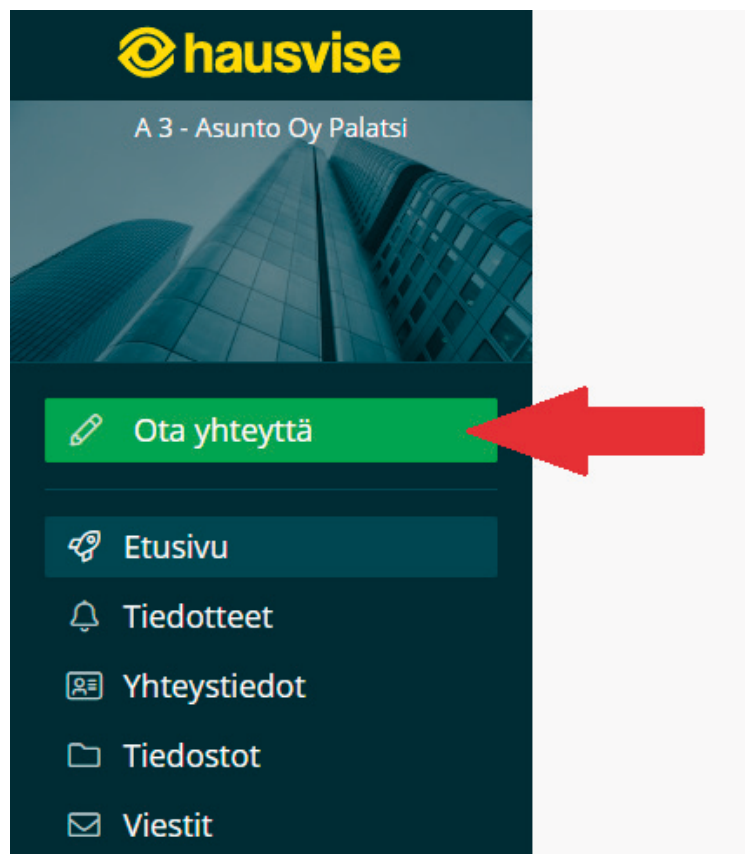 hausvise
A 3 - Asunto Oy Palatsi
Ota yhteyttä
Etusivu
Tiedotteet
Yhteystiedot
Tiedostot
Viestit